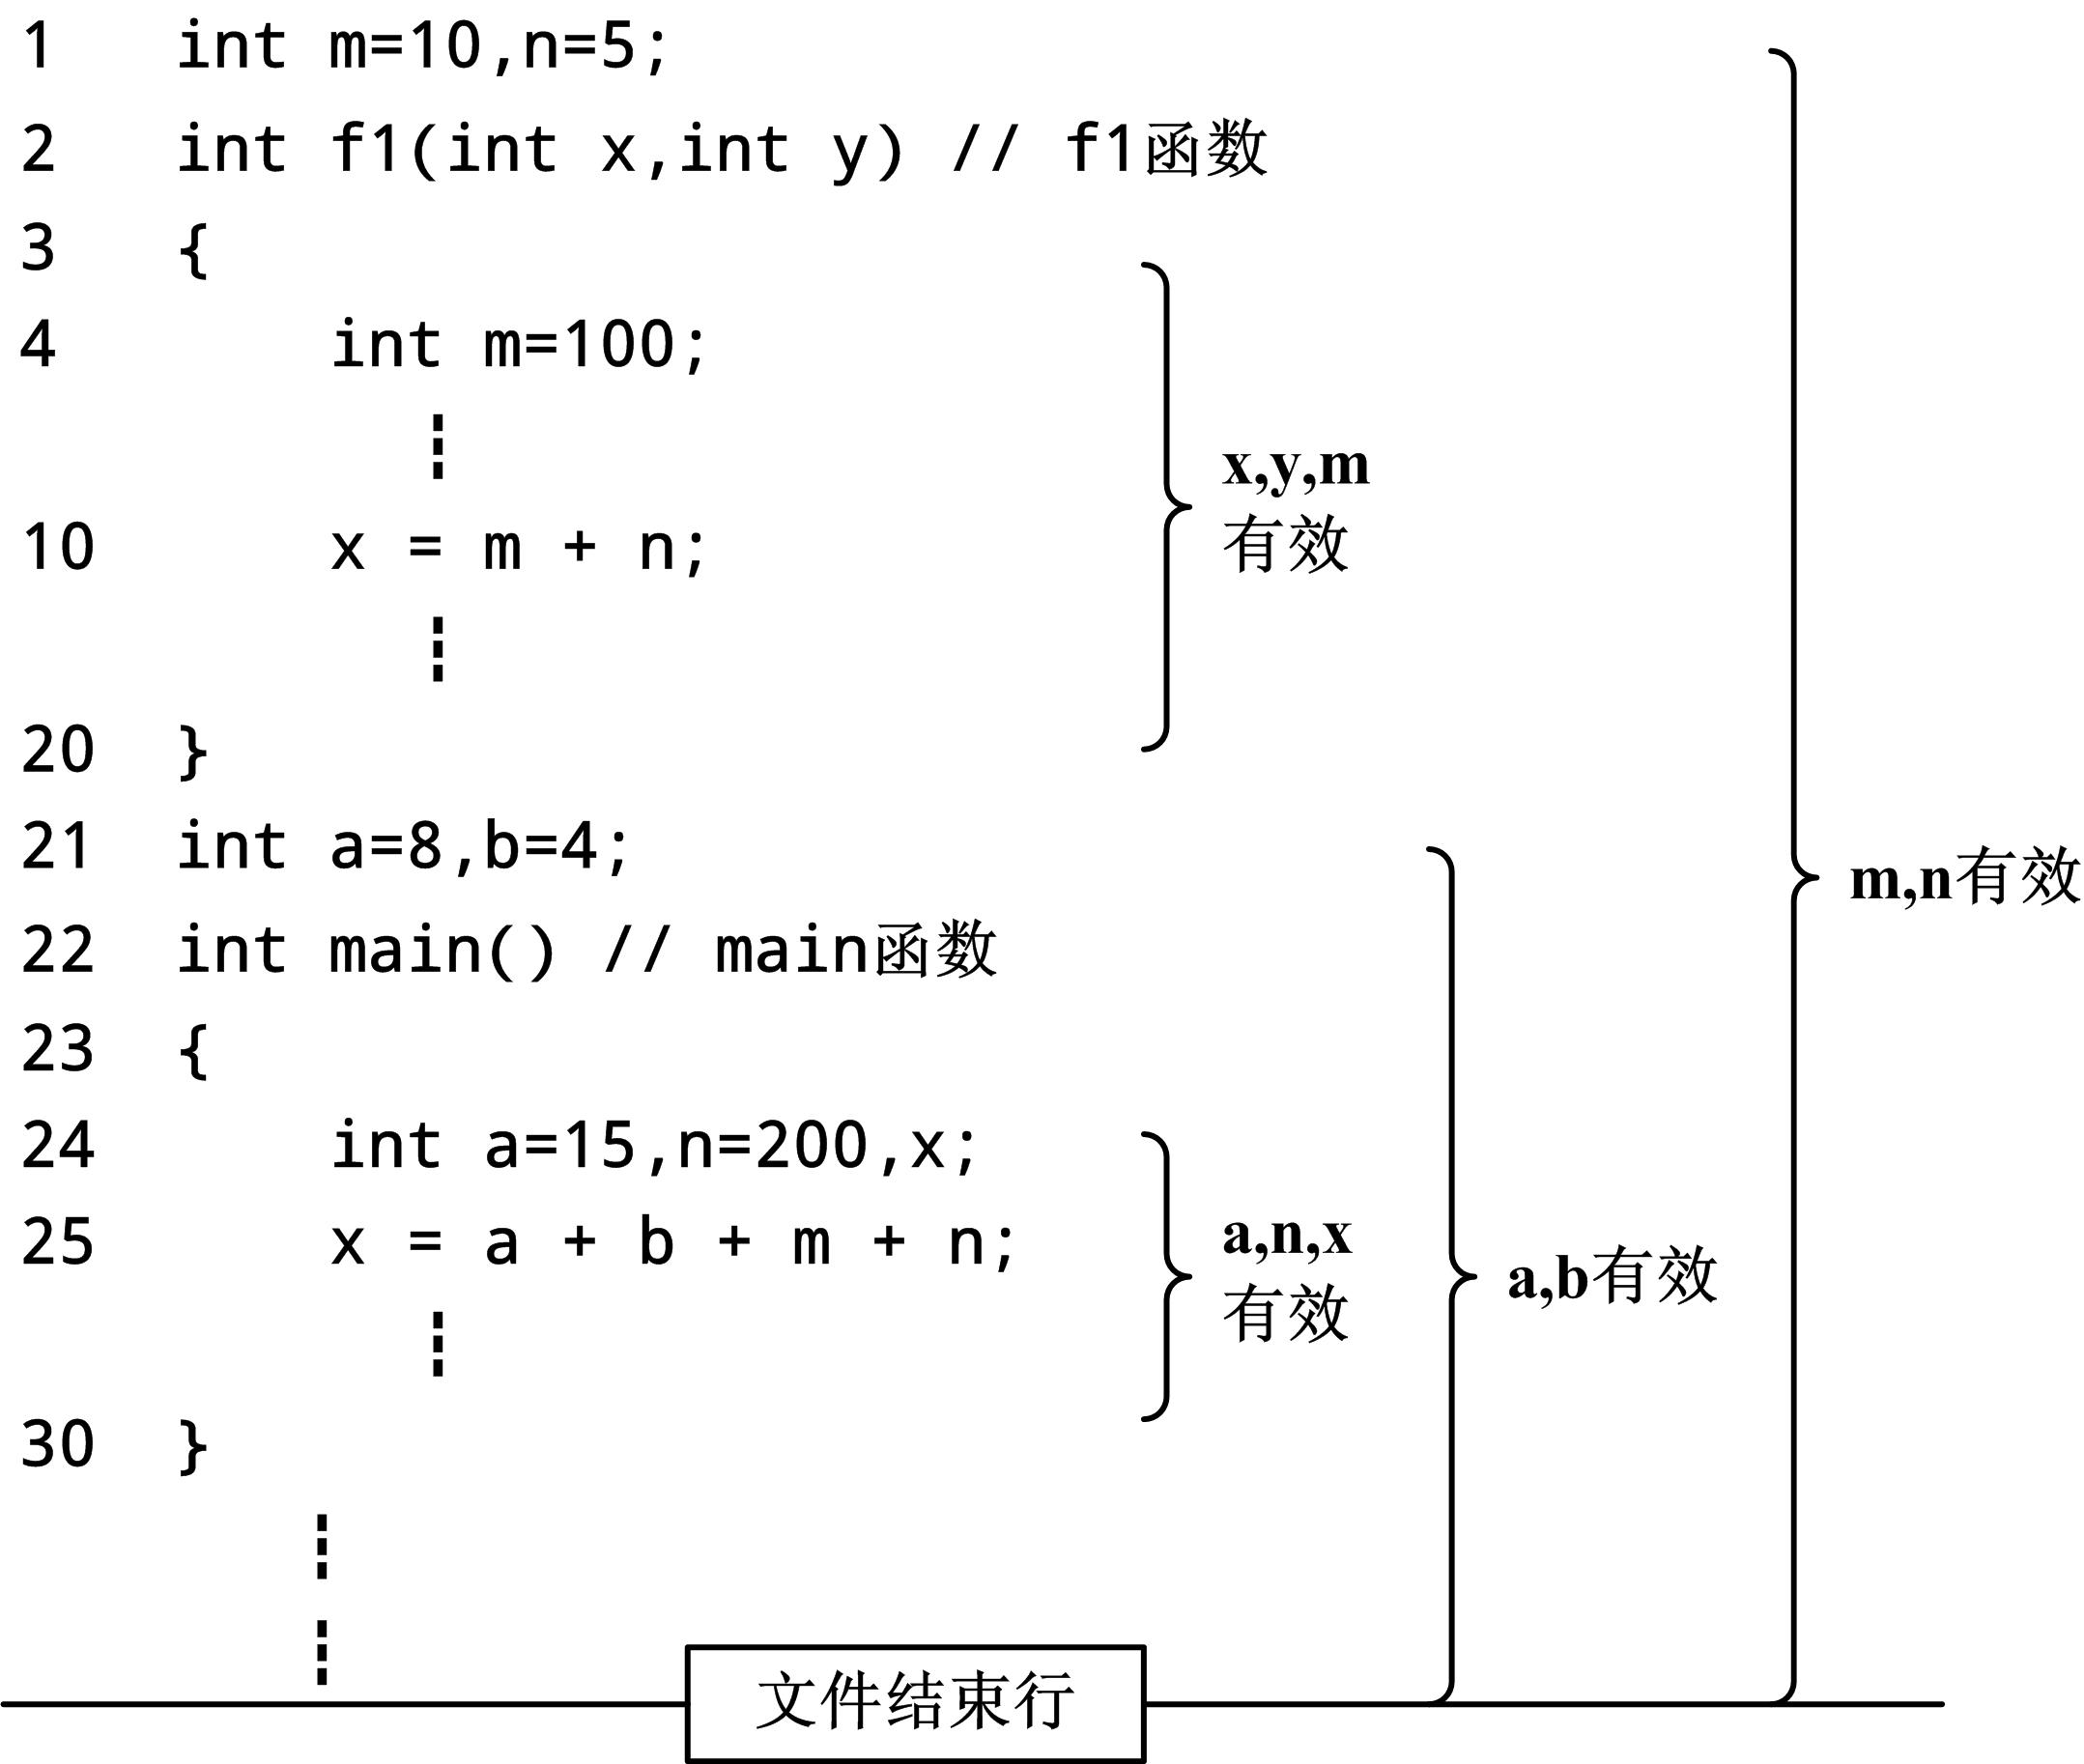 1 int m=10,n=5;
2 int f1(int x,int y) // f1函数
3 {
4 int m=100;
x,y,m
有效
10 x = m + n;
20 }
21 int a=8,b=4;
m,n有效
22 int main() // main函数
23 {
24 int a=15,n=200,x;
25 x = a + b + m + n;
a,n,x
有效
a,b有效
30 }
文件结束行